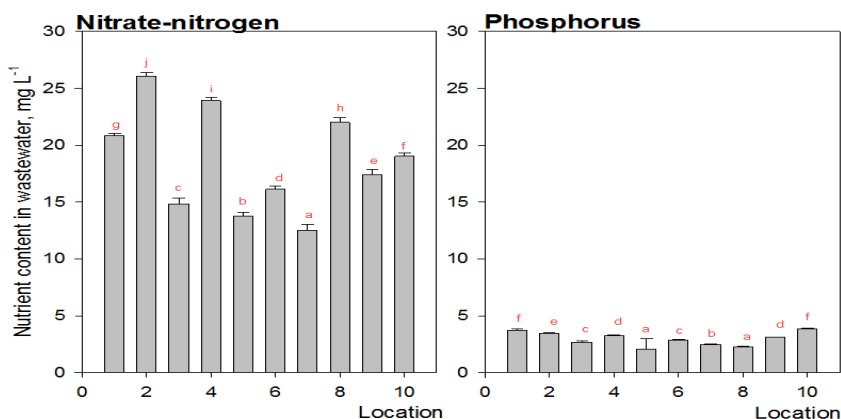 Nitrate-nitrogen
Phosphorus
Nutrient content in wastewater, mg L⁻¹
30
25
20
15
10
5
0
g
j
c
i
b
d
a
h
e
f
0 2 4 6 8 10
Location
30
25
20
15
10
5
0
f
e
c
d
a
c
b
a
d
f
0 2 4 6 8 10
Location